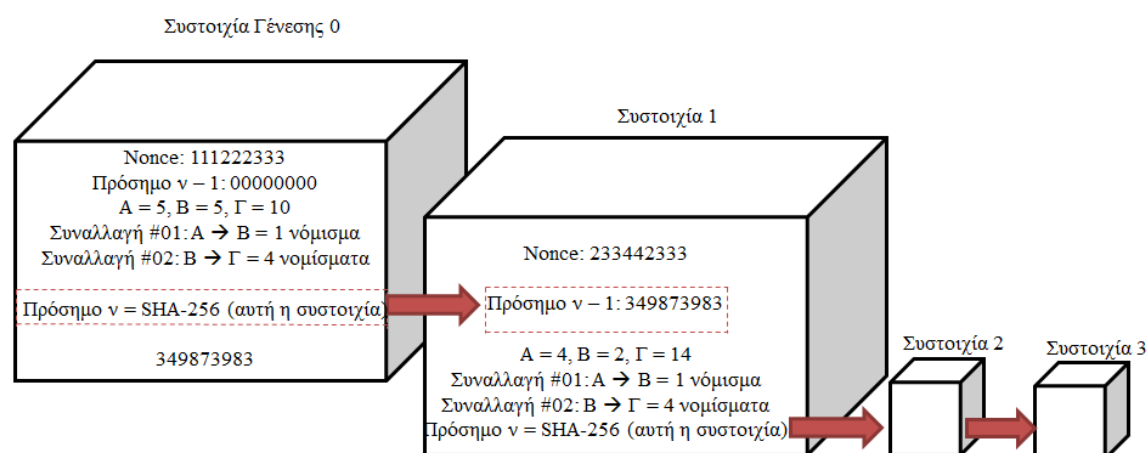 Συστοιχία Γένεσης 0
Nonce: 111222333
Πρόσημο ν – 1: 00000000
Α = 5, Β = 5, Γ = 10
Συναλλαγή #01: Α → Β = 1 νόμισμα
Συναλλαγή #02: Β → Γ = 4 νομίσματα
Πρόσημο ν = SHA-256 (αυτή η συστοιχία)
349873983
Συστοιχία 1
Nonce: 233442333
Πρόσημο ν – 1: 349873983
Α = 4, Β = 2, Γ = 14
Συναλλαγή #01: Α → Β = 1 νόμισμα
Συναλλαγή #02: Β → Γ = 4 νομίσματα
Πρόσημο ν = SHA-256 (αυτή η συστοιχία)
Συστοιχία 2
Συστοιχία 3